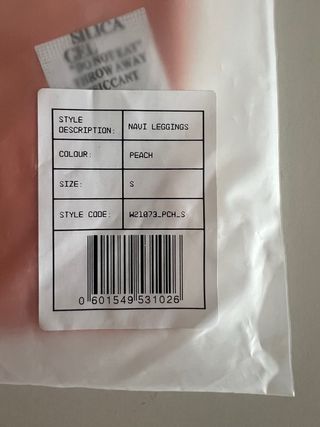 SILICA
GEL
"DO NOT EAT"
THROW AWAY
DESICCANT
STYLE
DESCRIPTION: NAVI LEGGINGS
COLOUR: PEACH
SIZE: S
STYLE CODE: W21073_PCH_S
0 601549 531026